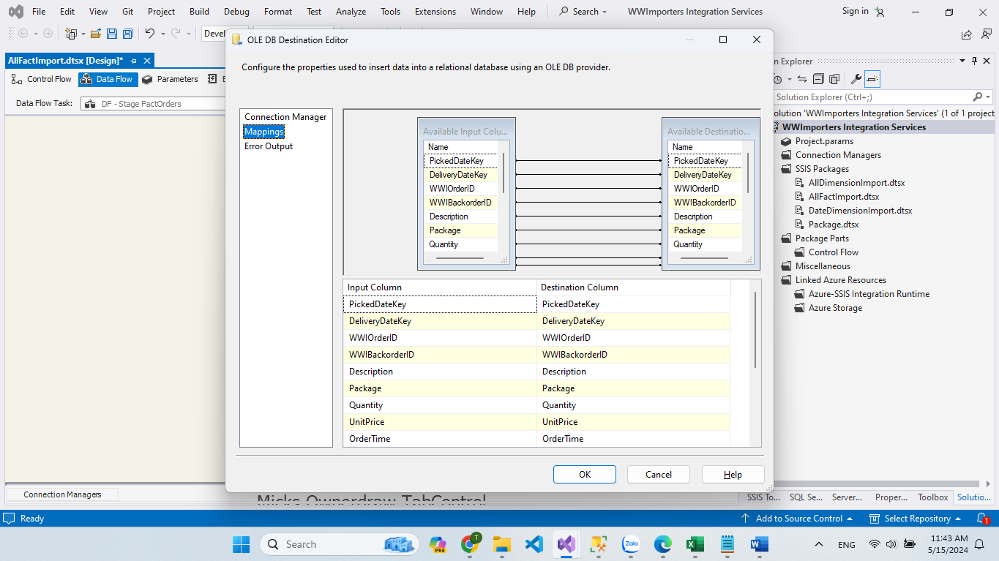 File Edit View Git Project Build Debug Format Test Analyze Tools Extensions Window Help Search WWImporters Integration Services Sign in
Devel
AllFactImport.dtsx [Design]*
Control Flow Data Flow Parameters E
Data Flow Task: DF - Stage FactOrders
OLE DB Destination Editor
Configure the properties used to insert data into a relational database using an OLE DB provider.
Connection Manager
Mappings
Error Output
Available Input Colu...
Name
PickedDateKey
DeliveryDateKey
WWIOrderID
WWIBackorderID
Description
Package
Quantity
Available Destinatio...
Name
PickedDateKey
DeliveryDateKey
WWIOrderID
WWIBackorderID
Description
Package
Quantity
Input Column Destination Column
PickedDateKey PickedDateKey
DeliveryDateKey DeliveryDateKey
WWIOrderID WWIOrderID
WWIBackorderID WWIBackorderID
Description Description
Package Package
Quantity Quantity
UnitPrice UnitPrice
OrderTime OrderTime
OK Cancel Help
n Explorer
Solution Explorer (Ctrl+;)
olution 'WWImporters Integration Services' (1 of 1 project
WWImporters Integration Services
Project.params
Connection Managers
SSIS Packages
AllDimensionImport.dtsx
AllFactImport.dtsx
DateDimensionImport.dtsx
Package.dtsx
Package Parts
Control Flow
Miscellaneous
Linked Azure Resources
Azure-SSIS Integration Runtime
Azure Storage
Connection Managers
Micks Ownerdraw TabControl
SSIS To... SQL Se... Server... Proper... Toolbox Solutio...
Ready Add to Source Control Select Repository 1
Search PRE T Zalo ENG 11:43 AM
5/15/2024